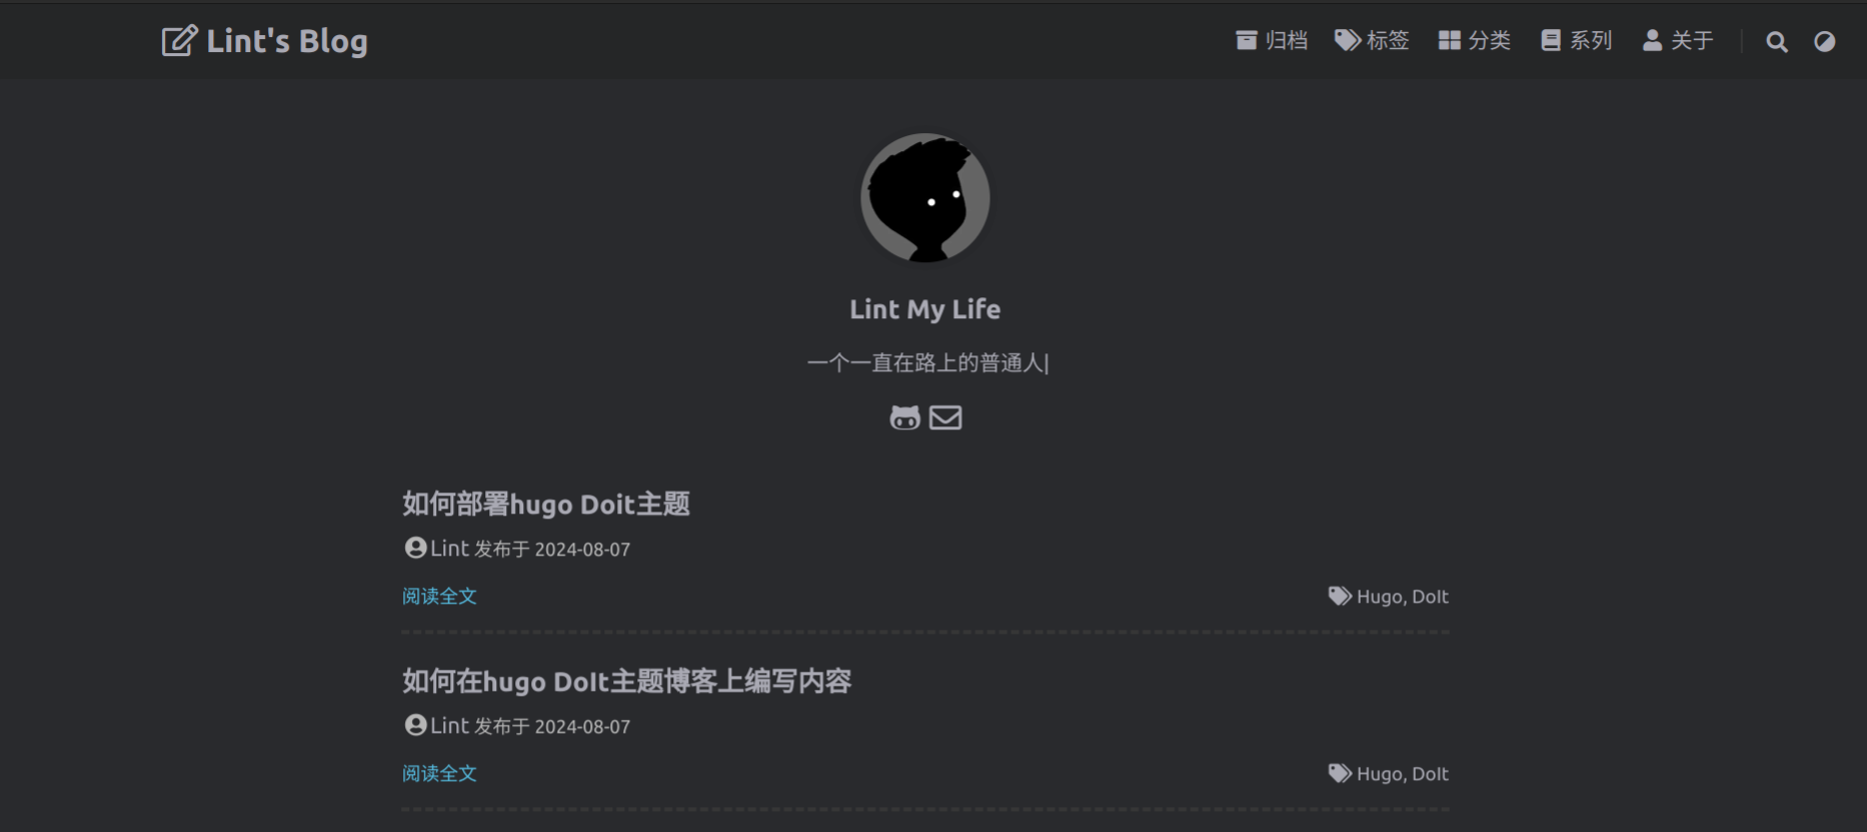 Lint's Blog
归档 标签 分类 系列 关于
Lint My Life
一个一直在路上的普通人|
如何部署hugo Doit主题
Lint 发布于 2024-08-07
阅读全文 Hugo, DoIt
如何在hugo DoIt主题博客上编写内容
Lint 发布于 2024-08-07
阅读全文 Hugo, DoIt